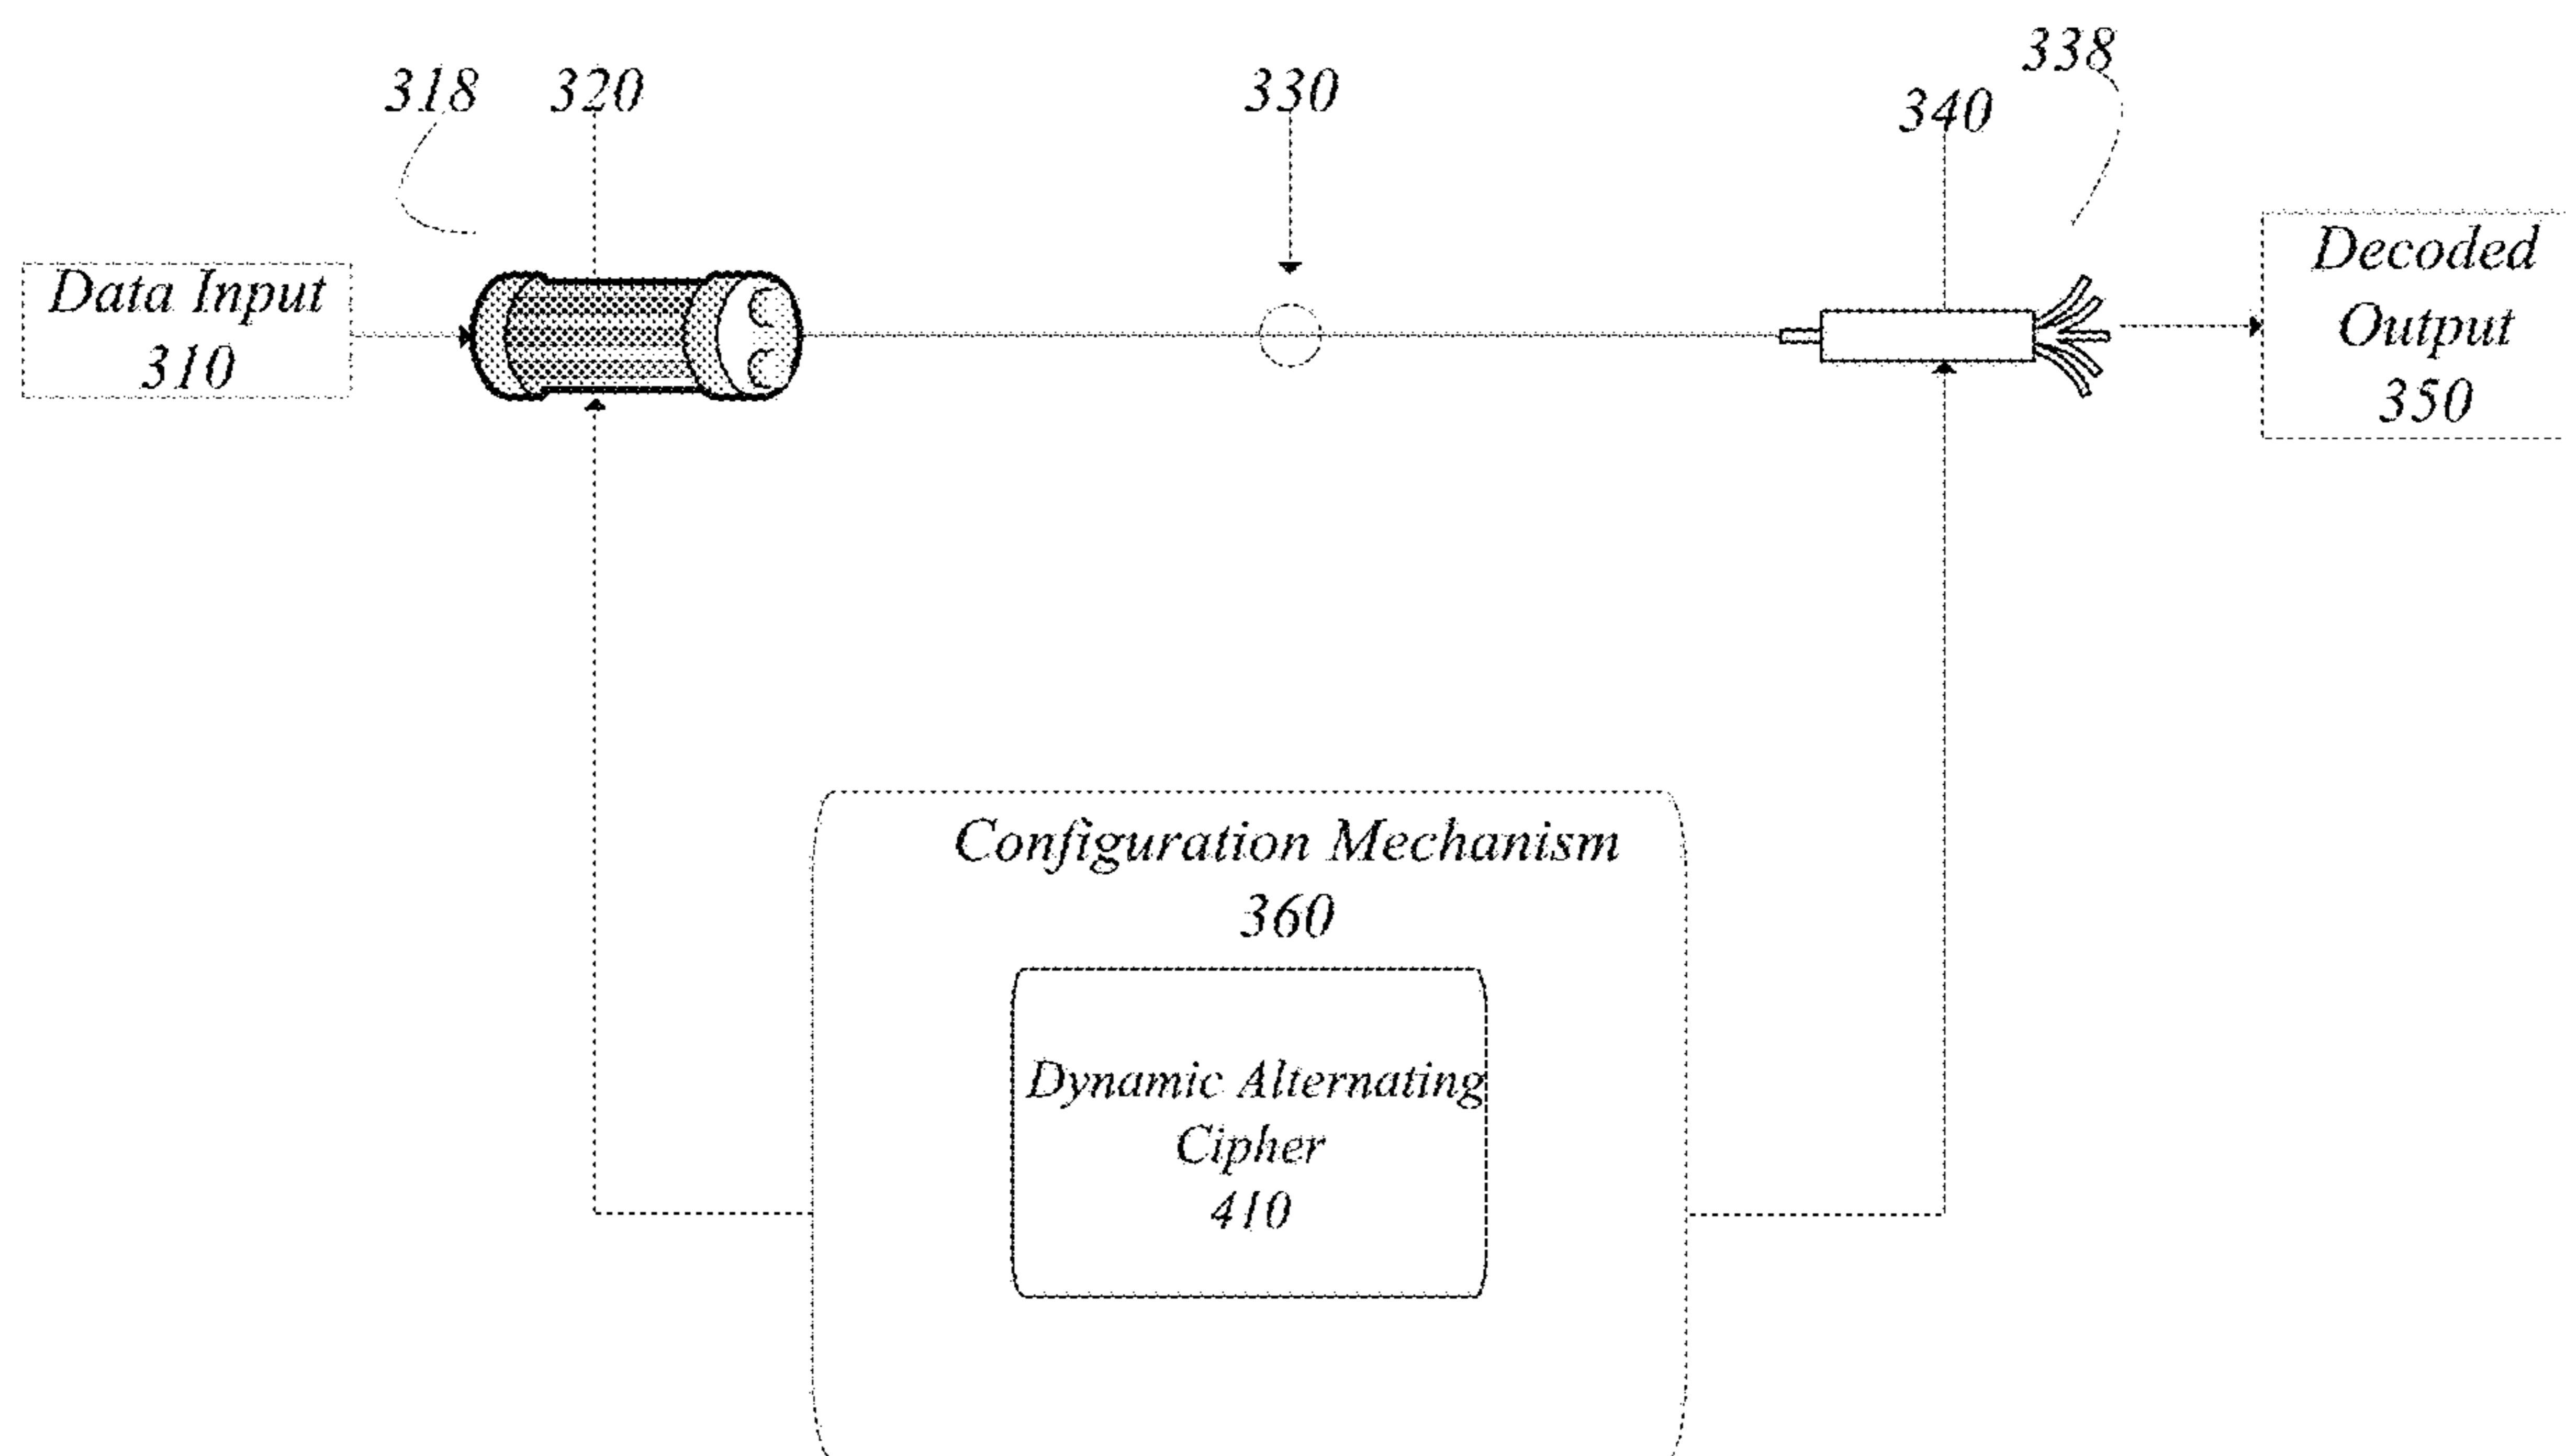 338
318
320
330
340
Data Input
310
Decoded
Output
350
Configuration Mechanism
360
Dynamic Alternating
Cipher
410